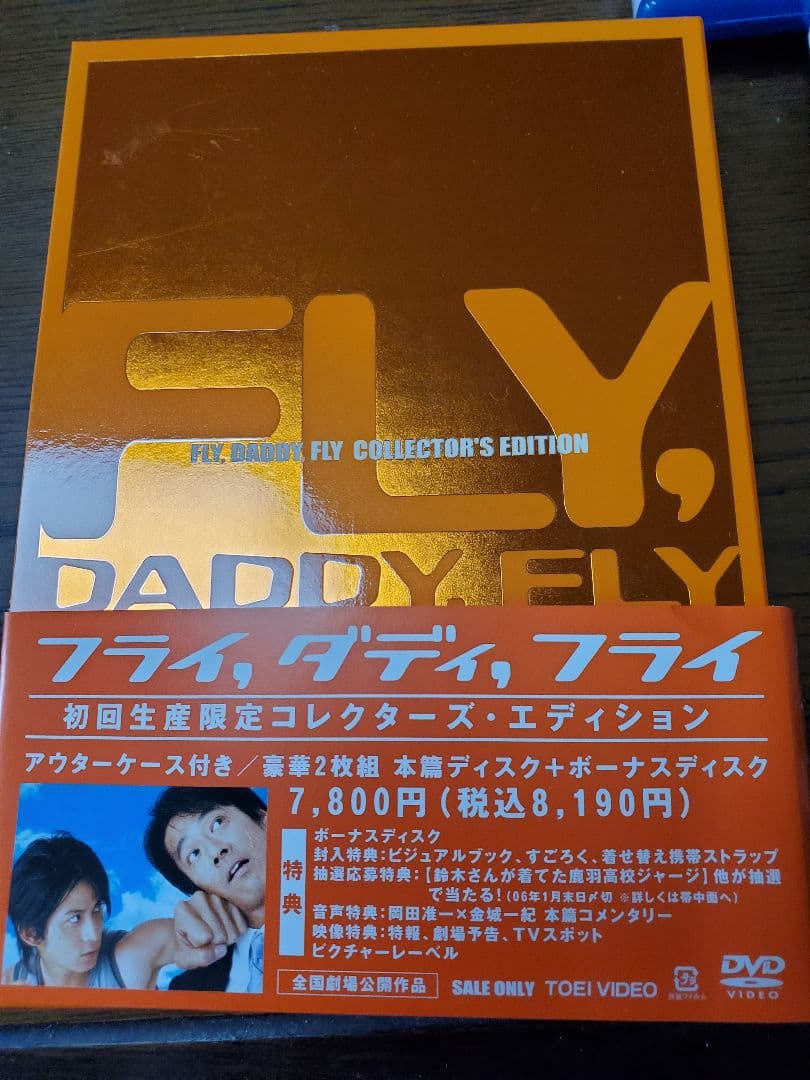 FLY,
FLY, DADDY, FLY COLLECTOR'S EDITION
DADDY, FLY
フライ,ダディ,フライ
初回生産限定コレクターズ・エディション
アウターケース付き/豪華2枚組 本篇ディスク+ボーナスディスク
7,800円(税込8,190円)
特典
ボーナスディスク
封入特典:ビジュアルブック、すごろく、着せ替え携帯ストラップ
抽選応募特典:【鈴木さんが着てた鹿羽高校ジャージ】他が抽選
で当たる!(06年1月末日〆切 ※詳しくは帯中面へ)
音声特典:岡田准一×金城一紀 本篇コメンタリー
映像特典:特報、劇場予告、TVスポット
ピクチャーレーベル
全国劇場公開作品
SALE ONLY
TOEI VIDEO
DVD
VIDEO